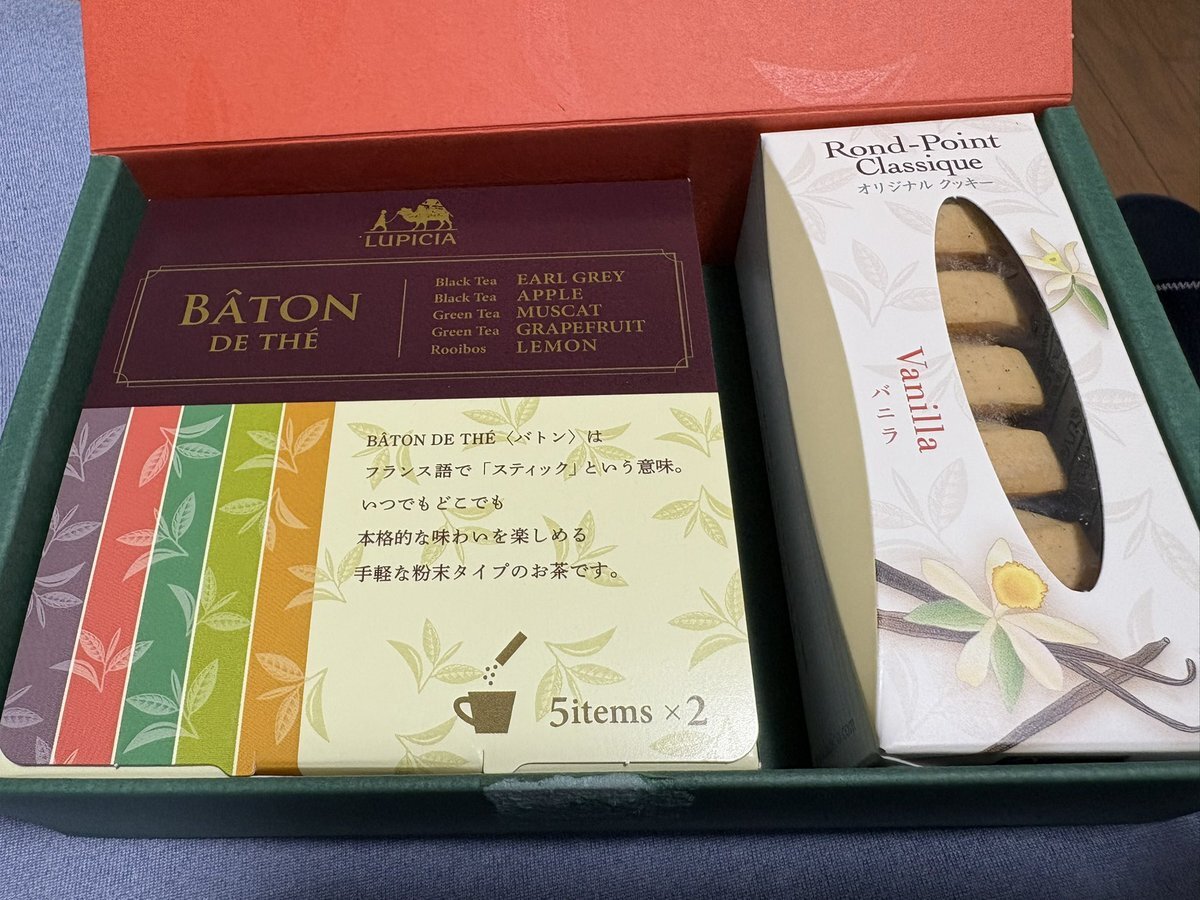 LUPICIA
BÂTON
DE THÉ
Black Tea EARL GREY
Black Tea APPLE
Green Tea MUSCAT
Green Tea GRAPEFRUIT
Rooibos LEMON
BÂTON DE THÉ〈バトン〉は
フランス語で「スティック」という意味。
いつでもどこでも
本格的な味わいを楽しめる
手軽な粉末タイプのお茶です。
5items ×2
Rond-Point
Classique
オリジナル クッキー
Vanilla
バニラ